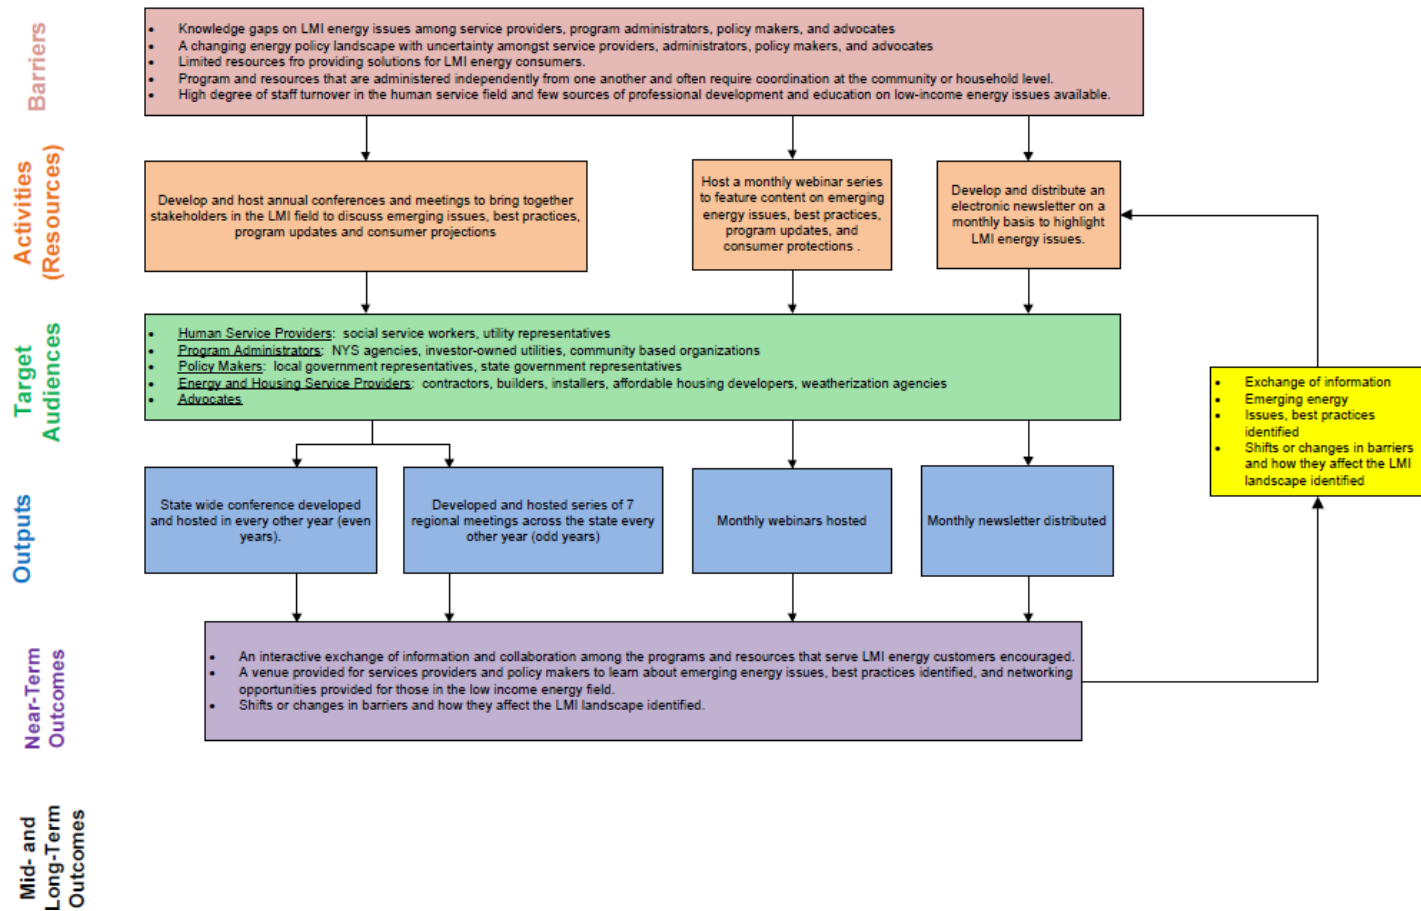 Barriers
• Knowledge gaps on LMI energy issues among service providers, program administrators, policy makers, and advocates
• A changing energy policy landscape with uncertainty amongst service providers, administrators, policy makers, and advocates
• Limited resources fro providing solutions for LMI energy consumers.
• Program and resources that are administered independently from one another and often require coordination at the community or household level.
• High degree of staff turnover in the human service field and few sources of professional development and education on low-income energy issues available.
Activities
(Resources)
Develop and host annual conferences and meetings to bring together
stakeholders in the LMI field to discuss emerging issues, best practices,
program updates and consumer projections
Host a monthly webinar series
to feature content on emerging
energy issues, best practices,
program updates, and
consumer protections .
Develop and distribute an
electronic newsletter on a
monthly basis to highlight
LMI energy issues.
Target
Audiences
• Human Service Providers: social service workers, utility representatives
• Program Administrators: NYS agencies, investor-owned utilities, community based organizations
• Policy Makers: local government representatives, state government representatives
• Energy and Housing Service Providers: contractors, builders, installers, affordable housing developers, weatherization agencies
• Advocates
• Exchange of information
• Emerging energy
• Issues, best practices
identified
• Shifts or changes in barriers
and how they affect the LMI
landscape identified
Outputs
State wide conference developed
and hosted in every other year (even
years).
Developed and hosted series of 7
regional meetings across the state every
other year (odd years)
Monthly webinars hosted
Monthly newsletter distributed
Near-Term
Outcomes
• An interactive exchange of information and collaboration among the programs and resources that serve LMI energy customers encouraged.
• A venue provided for services providers and policy makers to learn about emerging energy issues, best practices identified, and networking
opportunities provided for those in the low income energy field.
• Shifts or changes in barriers and how they affect the LMI landscape identified.
Mid- and
Long-Term
Outcomes